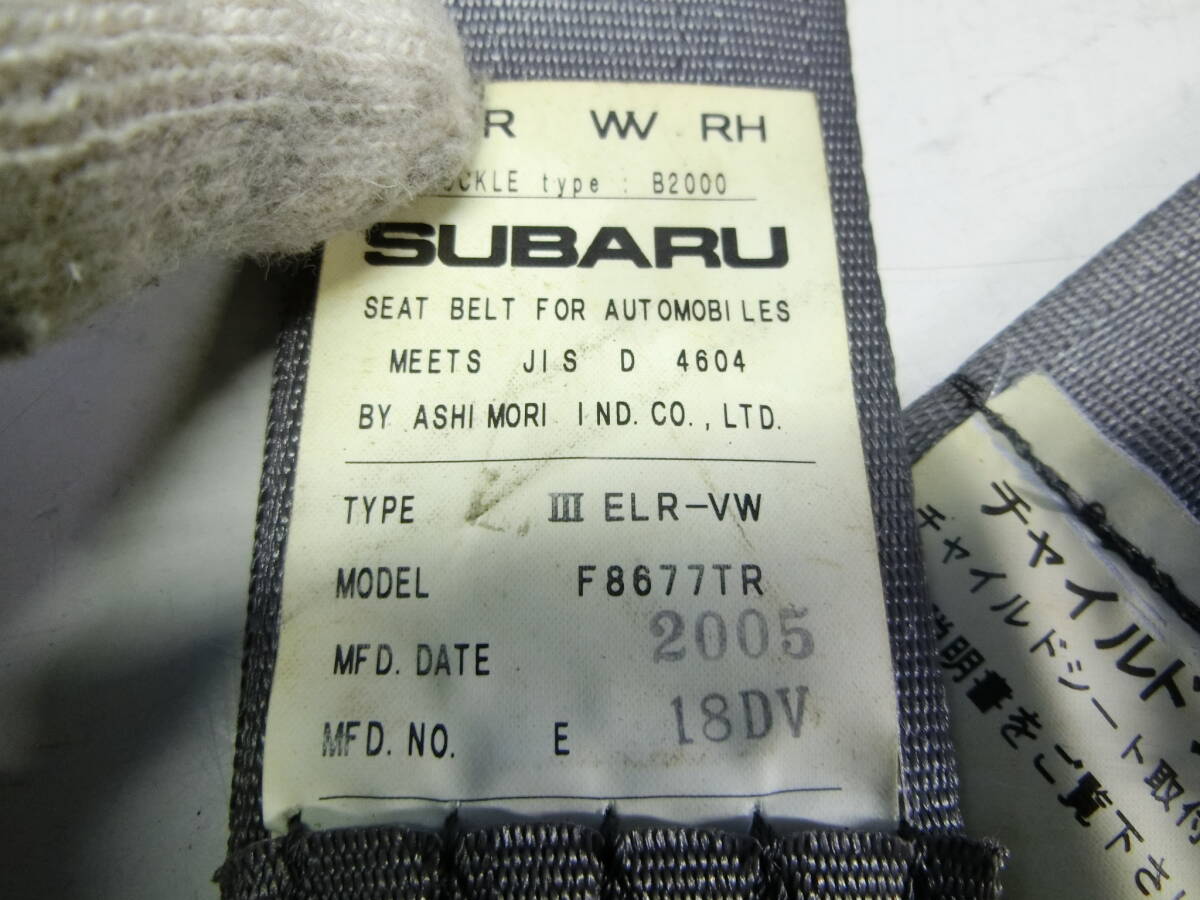 R VW RH
CKLE type : B2000
SUBARU
SEAT BELT FOR AUTOMOBILES
MEETS JIS D 4604
BY ASHIMORI IND.CO.,LTD.
TYPE III ELR-VW
MODEL F8677TR
MFD. DATE 2005
MFD. NO. E 18DV
チャイルド
チャイルドシート取付
説明書をご覧下さ